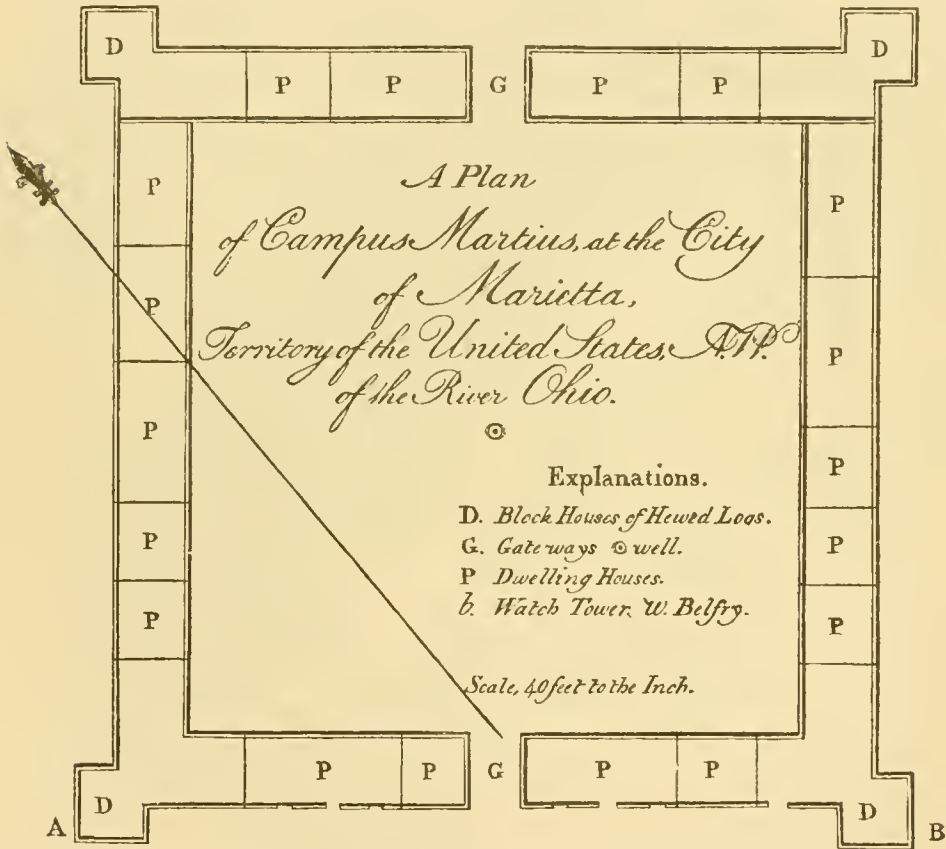 D
D
P P G P P
A Plan
of Campus Martius, at the City
of Marietta,
Territory of the United States, N.W.
of the River Ohio.
P
P
P
P
P
P
P
P
P
P
Explanations.
D. Block Houses of Hewed Logs.
G. Gateways ⊙ well.
P Dwelling Houses.
b. Watch Tower, W. Belfry.
Scale, 40 feet to the Inch.
P P G P P
A D
D B